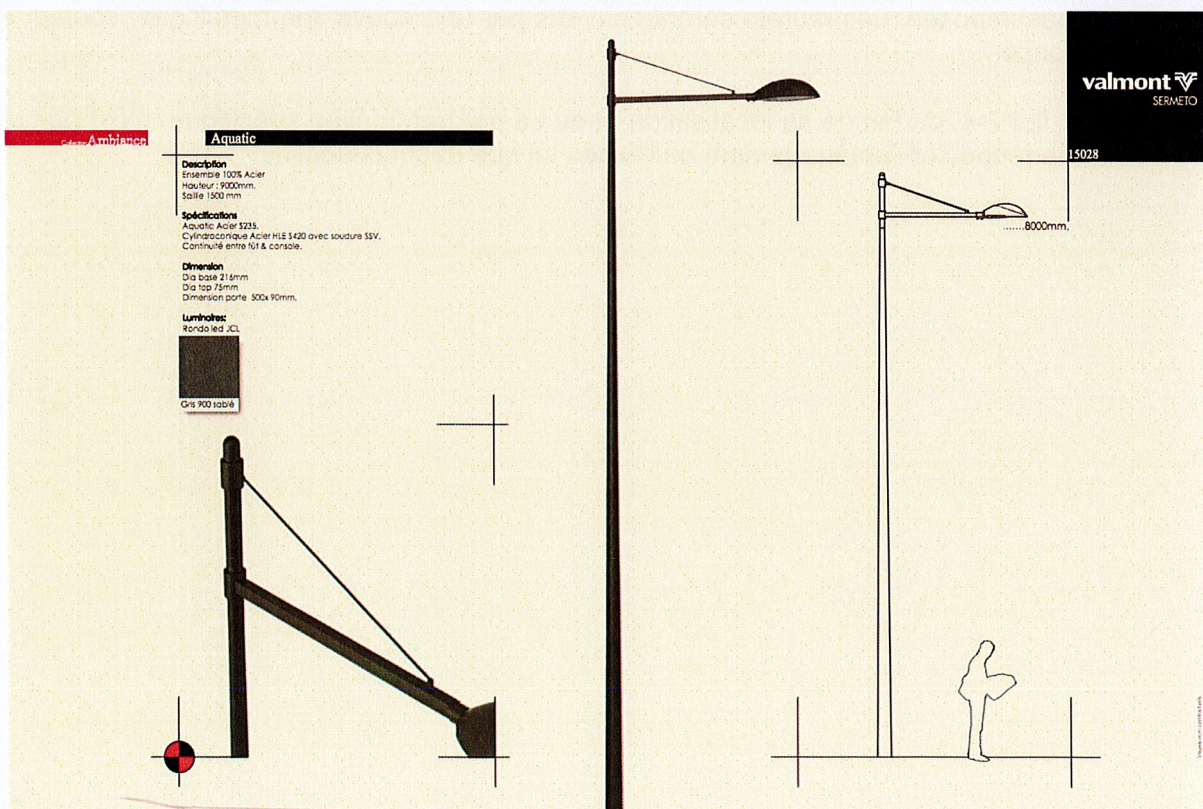 valmont
SERMETO
15028
Ambiance
Aquatic
Description
Ensemble 100% Acier
Hauteur : 9000mm.
Saillie 1500 mm
Spécifications
Aquatic Acier S235.
Cylindroconique Acier HLE S420 avec soudure SSV.
Continuité entre fût & console.
Dimension
Dia base 216mm
Dia top 75mm
Dimension porte 500x 90mm.
Luminaires:
Rondo led JCL
Gris 900 sablé
8000mm.